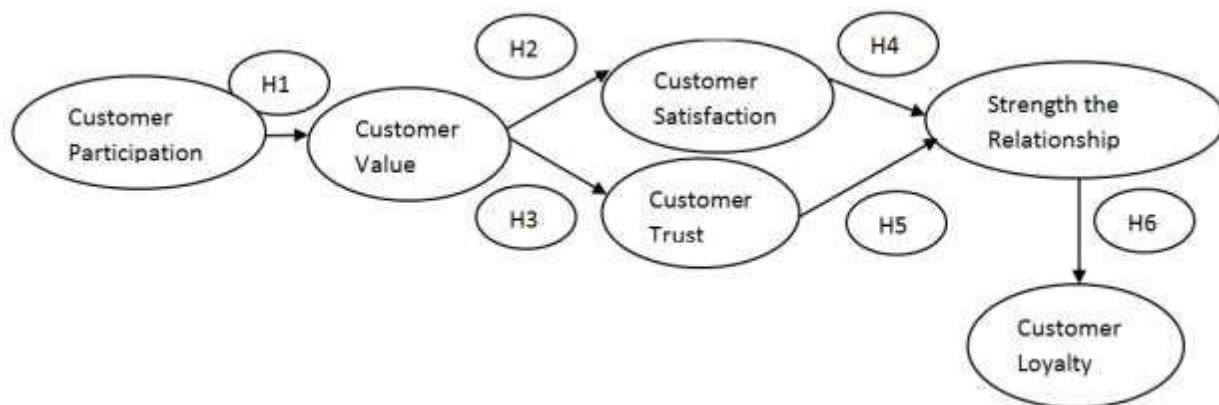 H1
Customer
Participation
Customer
Value
H2
H3
Customer
Satisfaction
Customer
Trust
H4
H5
Strength the
Relationship
H6
Customer
Loyalty